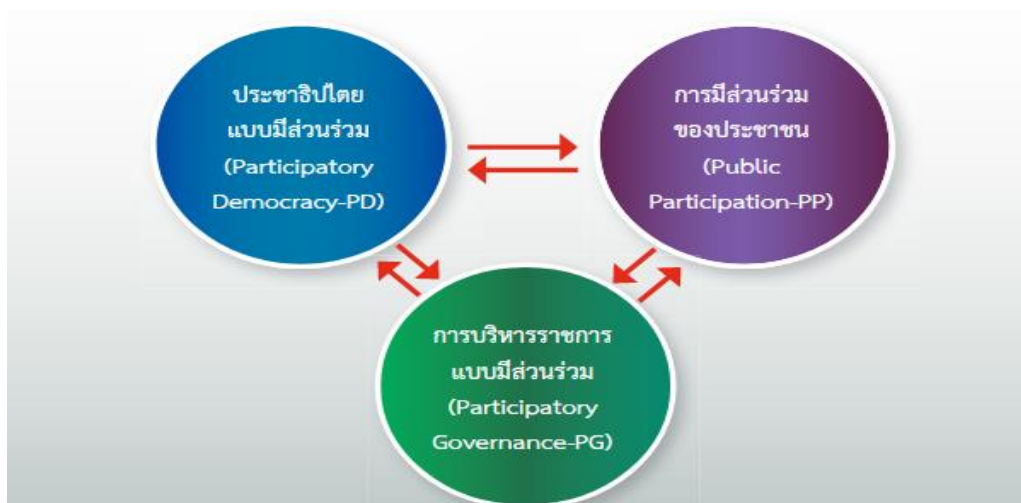 ประชาธิปไตย
แบบมีส่วนร่วม
(Participatory
Democracy-PD)
การมีส่วนร่วม
ของประชาชน
(Public
Participation-PP)
การบริหารราชการ
แบบมีส่วนร่วม
(Participatory
Governance-PG)